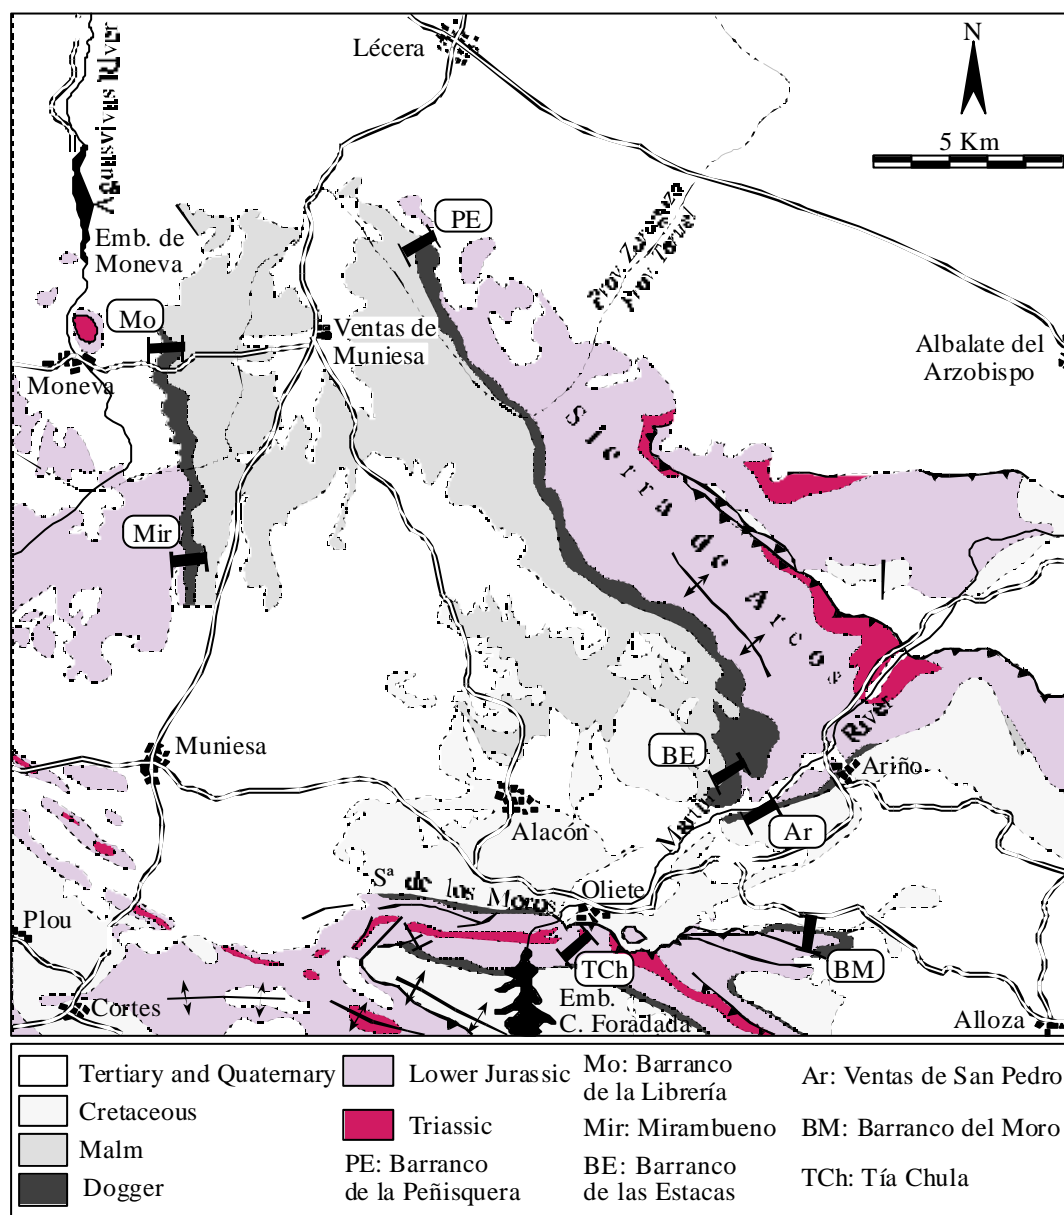 Lécera
N
5 Km
Aguasvivas River
PE
Emb. de
Moneva
Prov. Zaragoza
Prov. Teruel
Mo
Ventas de
Muniesa
Moneva
Albalate del
Arzobispo
Sierra de Arcos
Mir
Muniesa
BE
Martín
River
Ariño
Alacón
Ar
Sª de los Moros
Oliete
Plou
TCh
BM
Cortes
Emb.
C. Foradada
Alloza
Tertiary and Quaternary
Cretaceous
Malm
Dogger
Lower Jurassic
Triassic
PE: Barranco
de la Peñisquera
Mo: Barranco
de la Librería
Mir: Mirambueno
BE: Barranco
de las Estacas
Ar: Ventas de San Pedro
BM: Barranco del Moro
TCh: Tía Chula